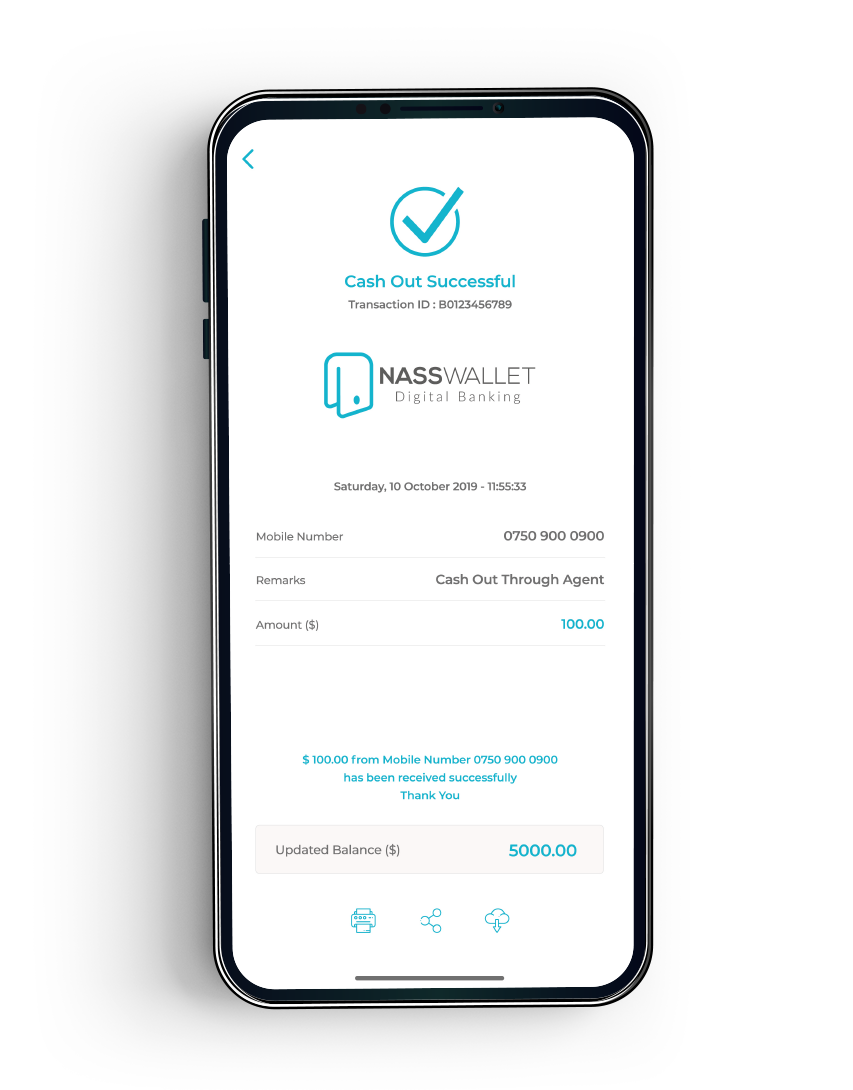 Cash Out Successful
Transaction ID : B0123456789
NASSWALLET
Digital Banking
Saturday, 10 October 2019 - 11:55:33
Mobile Number 0750 900 0900
Remarks Cash Out Through Agent
Amount ($) 100.00
$ 100.00 from Mobile Number 0750 900 0900
has been received successfully
Thank You
Updated Balance ($) 5000.00